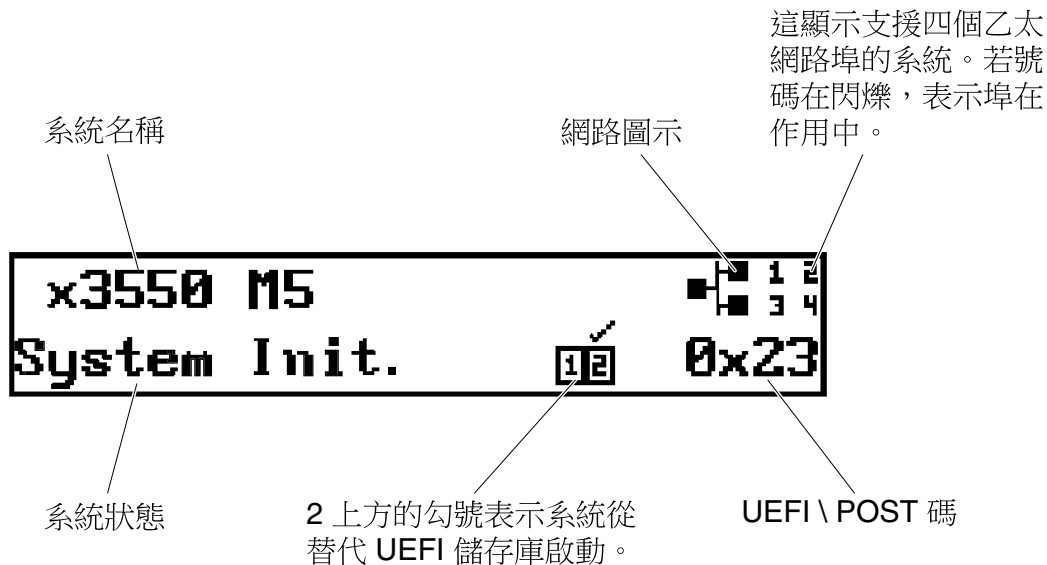 這顯示支援四個乙太
網路埠的系統。若號
碼在閃爍，表示埠在
作用中。
系統名稱
網路圖示
x3550 M5
1 2
3 4
System Init.
✓
1 2
0x23
系統狀態
2 上方的勾號表示系統從
替代 UEFI 儲存庫啟動。
UEFI \ POST 碼